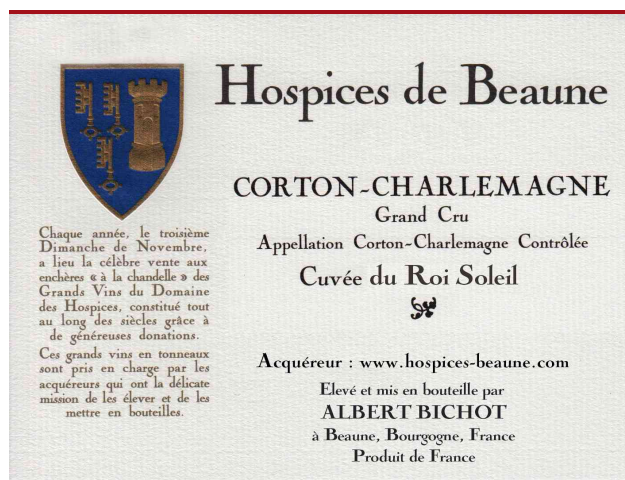 Hospices de Beaune
CORTON-CHARLEMAGNE
Grand Cru
Appellation Corton-Charlemagne Contrôlée
Cuvée du Roi Soleil
Chaque année, le troisième
Dimanche de Novembre,
a lieu la célèbre vente aux
enchères « à la chandelle » des
Grands Vins du Domaine
des Hospices, constitué tout
au long des siècles grâce à
de généreuses donations.
Ces grands vins en tonneaux
sont pris en charge par les
acquéreurs qui ont la délicate
mission de les élever et de les
mettre en bouteilles.
Acquéreur : www.hospices-beaune.com
Elevé et mis en bouteille par
ALBERT BICHOT
à Beaune, Bourgogne, France
Produit de France